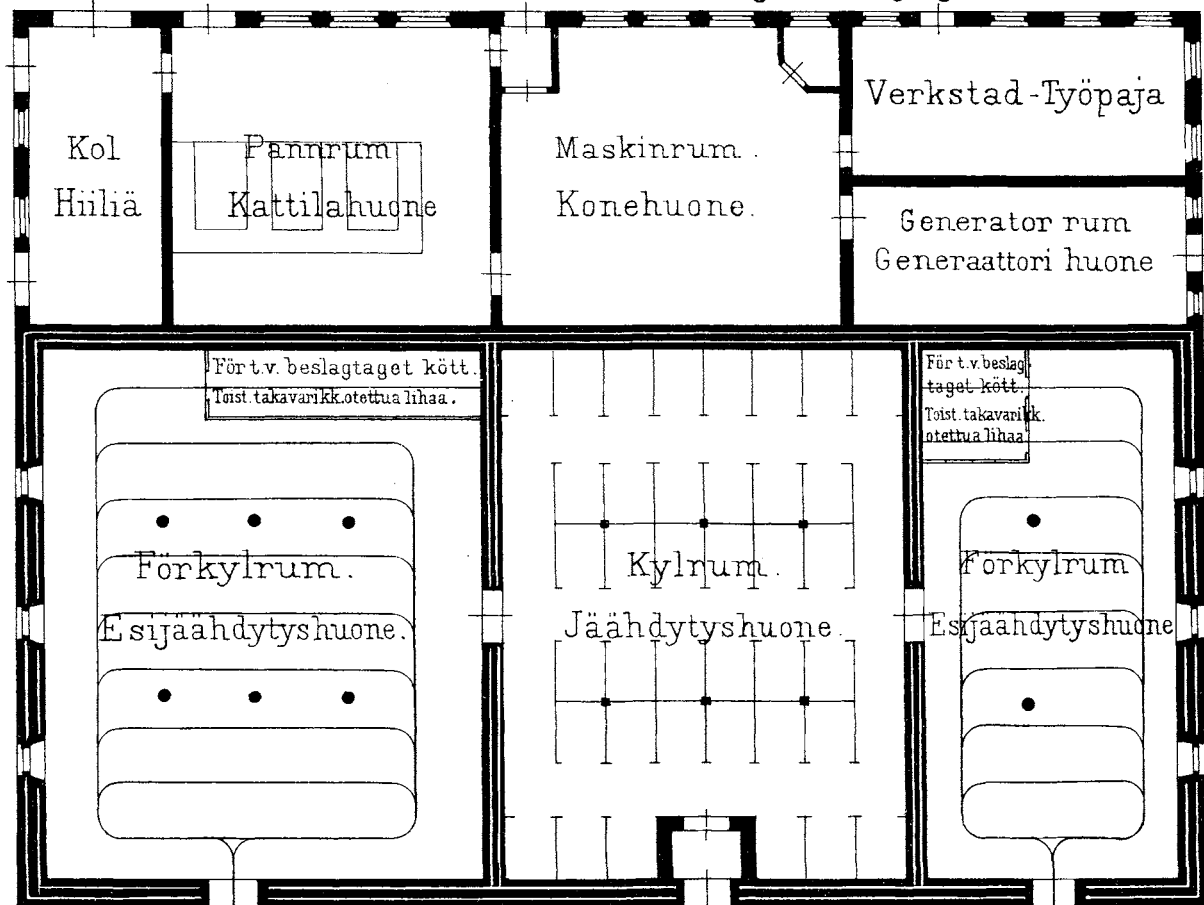 Kol
Hiiliä
Pannrum
Kattilahuone
Maskinrum.
Konehuone.
Verkstad-Työpaja
Generator rum
Generaattori huone
För t.v. beslagtaget kött.
Toist. takavarikk. otettua lihaa.
För t.v. beslag
taget kött.
Toist. takavarikk.
otettua lihaa
Förkylrum.
Esijäähdytyshuone.
Kylrum.
Jäähdytyshuone.
Förkylrum
Esijaähdytyshuone